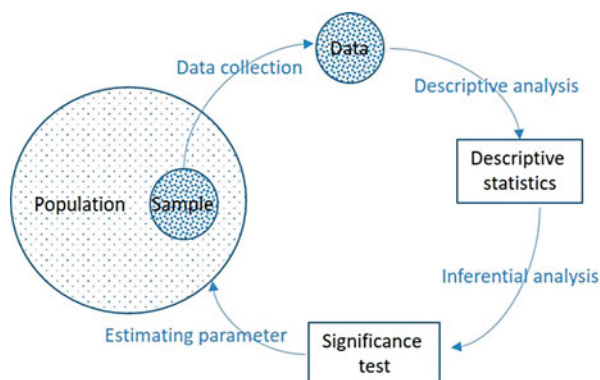 Data
Data collection
Descriptive analysis
Population
Sample
Descriptive
statistics
Inferential analysis
Estimating parameter
Significance
test